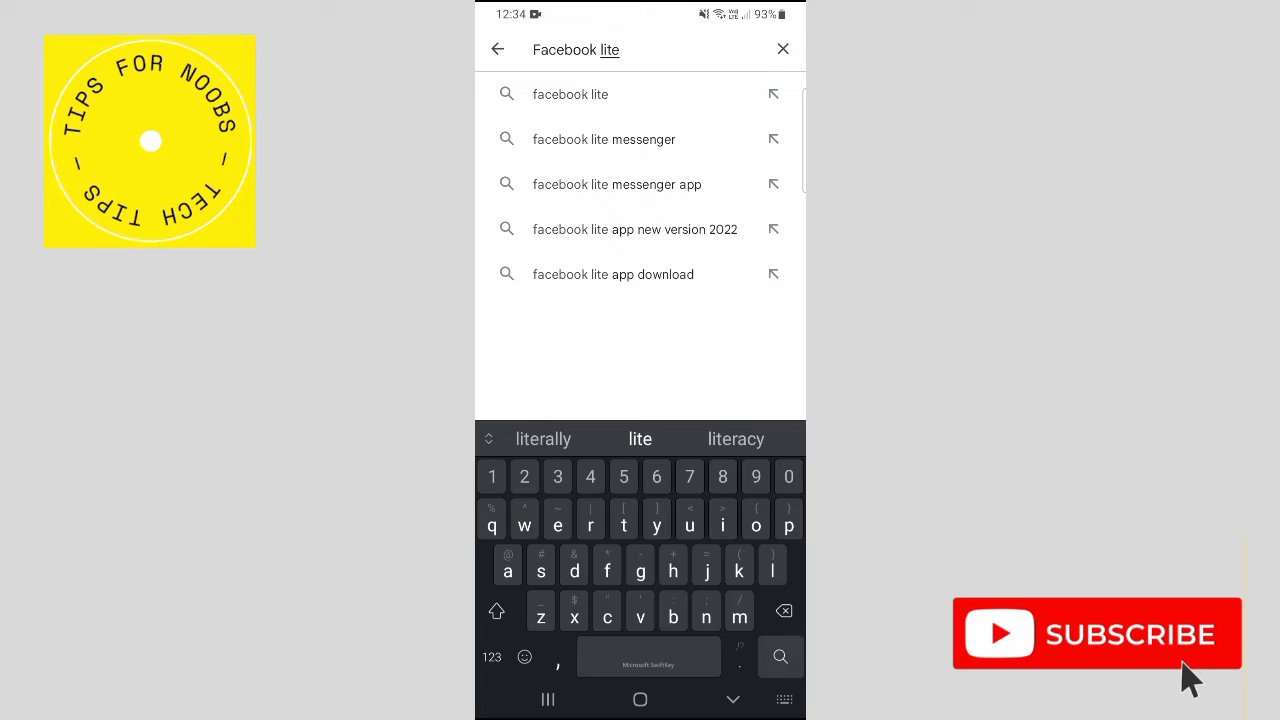 TIPS FOR NOOBS
- TECH TIPS -
12:34
VoD LTE 93%
Facebook lite
facebook lite
facebook lite messenger
facebook lite messenger app
facebook lite app new version 2022
facebook lite app download
literally lite literacy
1 2 3 4 5 6 7 8 9 0
% ^ ~ | [ ] < > { }
q w e r t y u i o p
@ # & * - + = ( )
a s d f g h j k l
_ $ " ' : ; /
z x c v b n m
123 , Microsoft SwiftKey ,!? .
SUBSCRIBE